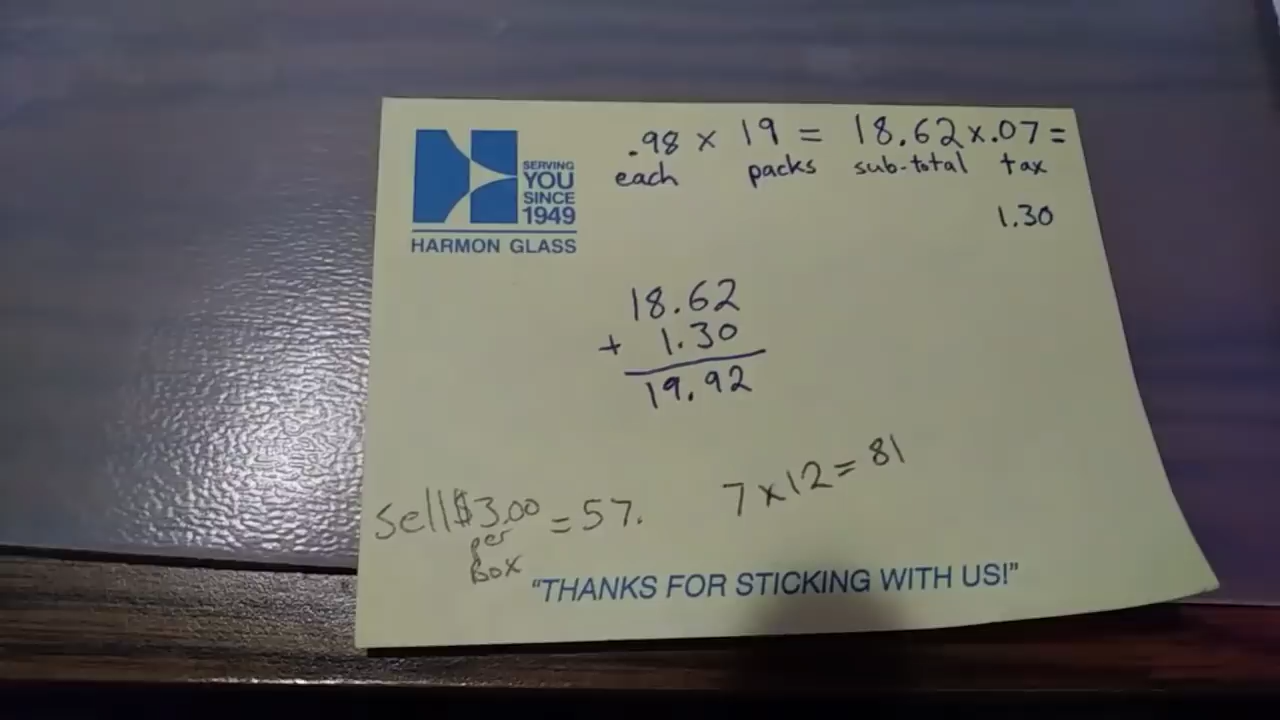 .98 x 19 = 18.62 x .07 =
each packs sub-total tax
1.30
SERVING
YOU
SINCE
1949
HARMON GLASS
18.62
+ 1.30
19.92
7 x 12 = 81
Sell $3.00 = 57.
per
Box
"THANKS FOR STICKING WITH US!"